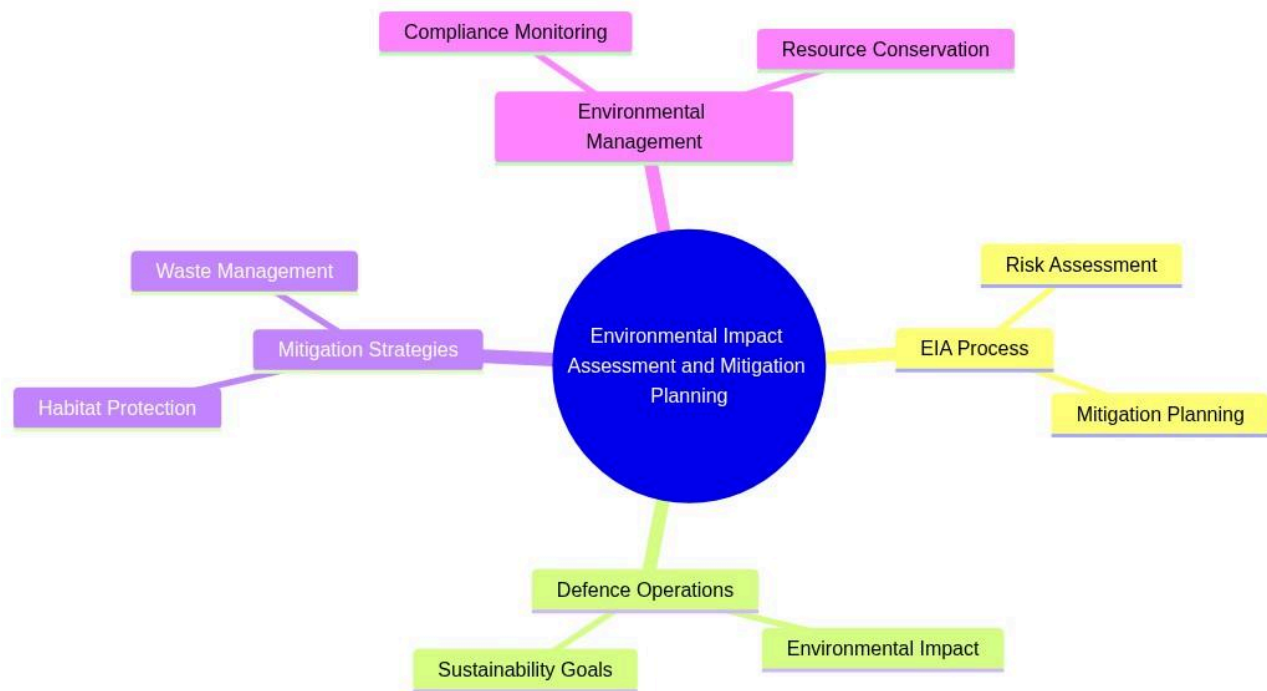 Compliance Monitoring
Resource Conservation
Environmental
Management
Waste Management
Mitigation Strategies
Habitat Protection
Environmental Impact
Assessment and Mitigation
Planning
Risk Assessment
EIA Process
Mitigation Planning
Defence Operations
Environmental Impact
Sustainability Goals